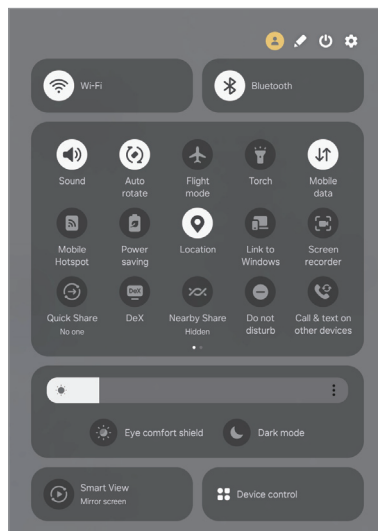 Wi-Fi
Bluetooth
Sound
Auto
rotate
Flight
mode
Torch
Mobile
data
Mobile
Hotspot
Power
saving
Location
Link to
Windows
Screen
recorder
DeX
Quick Share
No one
DeX
Nearby Share
Hidden
Do not
disturb
Call & text on
other devices
Eye comfort shield
Dark mode
Smart View
Mirror screen
Device control